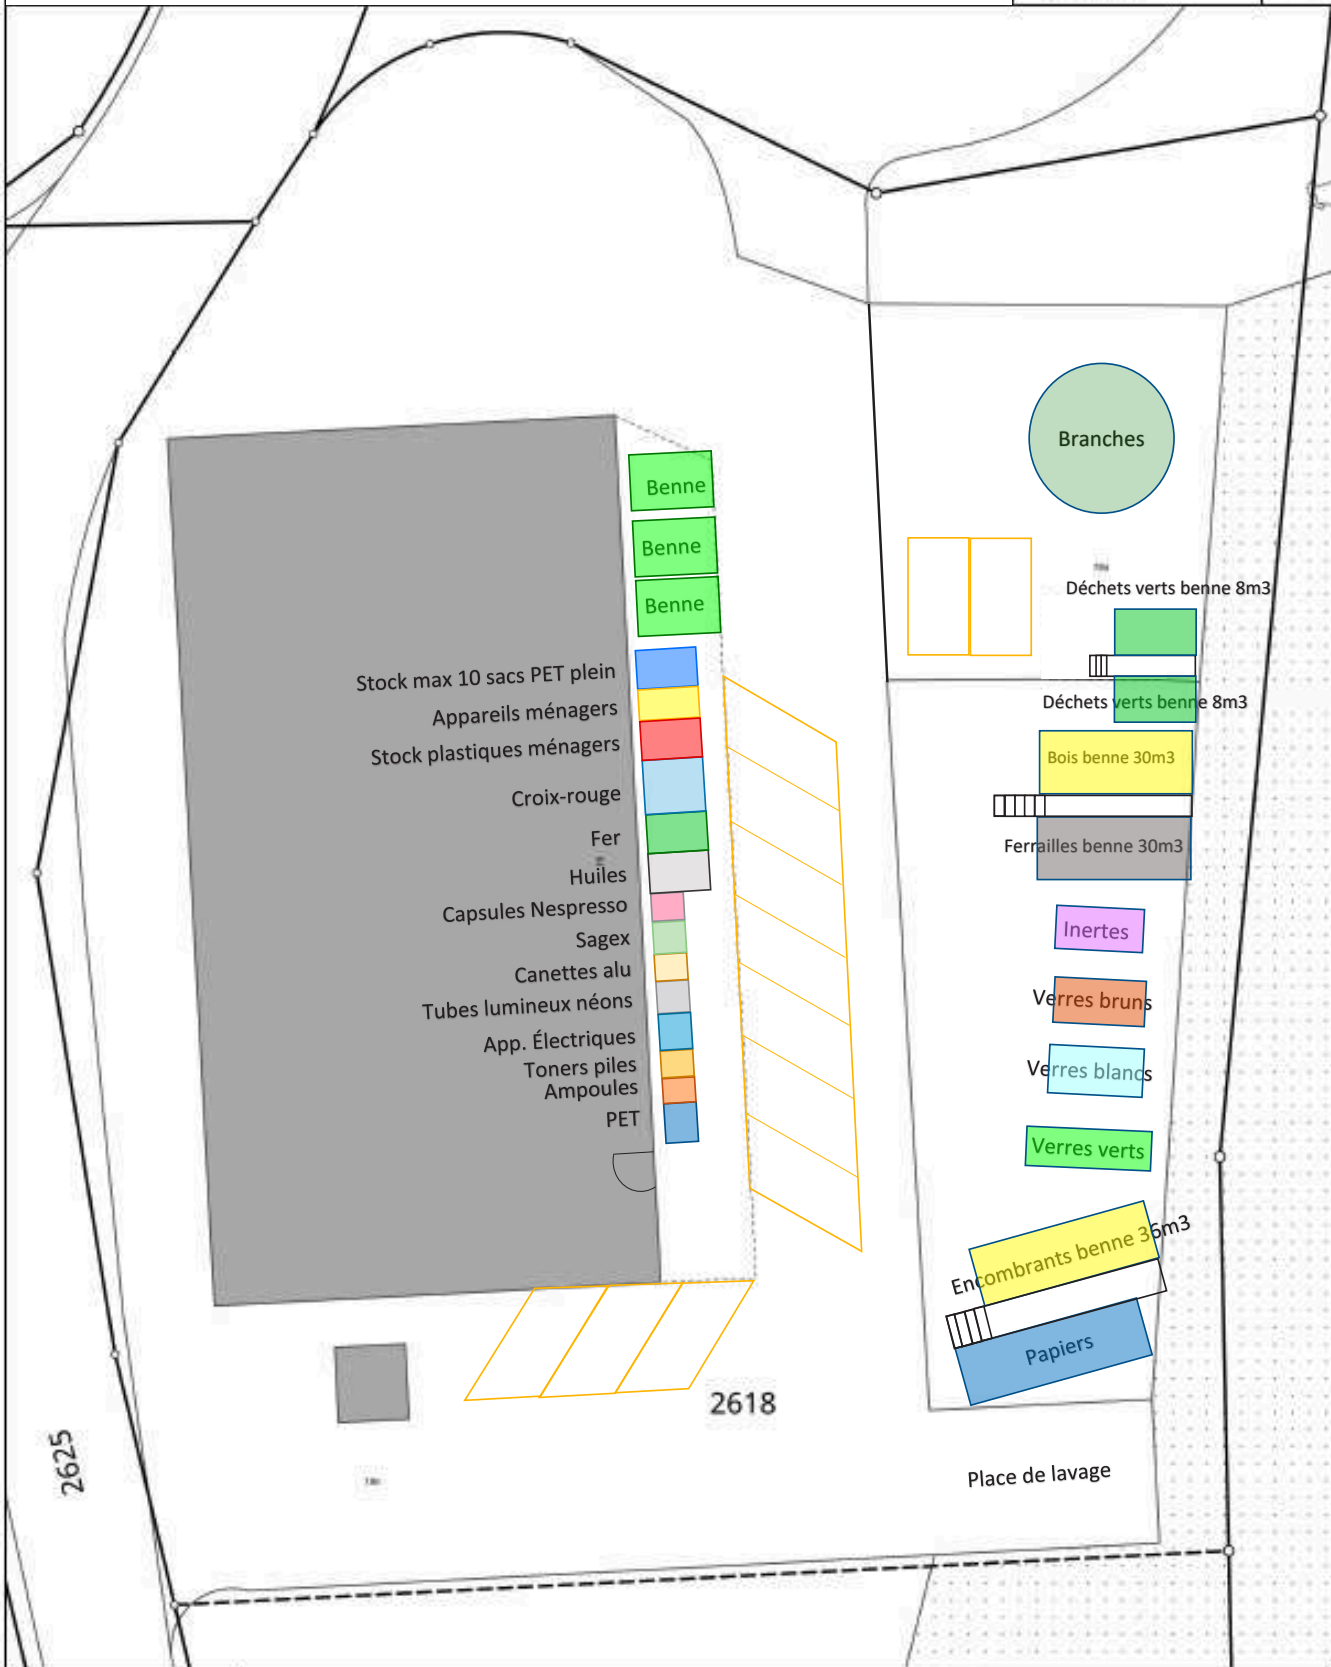 Branches
Benne
Benne
Déchets verts benne 8m3
Benne
Stock max 10 sacs PET plein
Déchets verts benne 8m3
Appareils ménagers
Stock plastiques ménagers
Bois benne 30m3
Croix-rouge
Fer
Ferrailles benne 30m3
Huiles
Capsules Nespresso
Inertes
Sagex
Canettes alu
Tubes lumineux néons
Verres bruns
App. Électriques
Toners piles
Verres blancs
Ampoules
PET
Verres verts
Encombrants benne 36m3
Papiers
2618
2625
Place de lavage